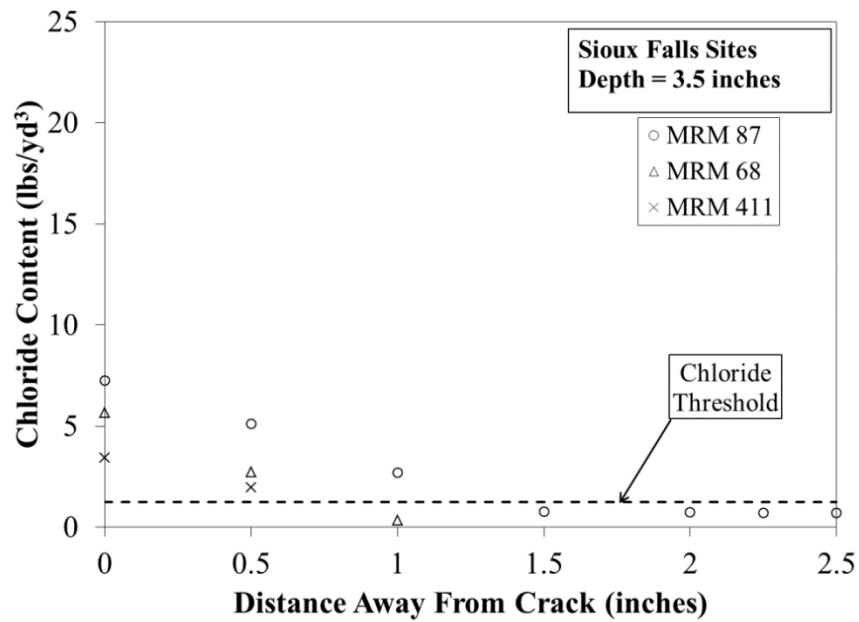 25
20
15
10
5
0
Chloride Content (lbs/yd³)
Sioux Falls Sites
Depth = 3.5 inches
MRM 87
MRM 68
MRM 411
Chloride
Threshold
0 0.5 1 1.5 2 2.5
Distance Away From Crack (inches)